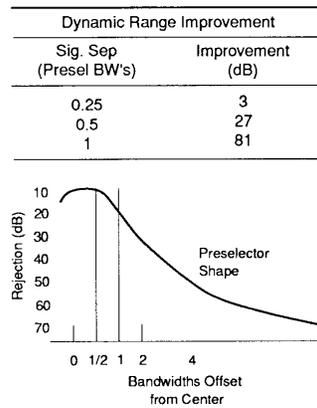 Dynamic Range Improvement
Sig. Sep Improvement
(Presel BW's) (dB)
0.25 3
0.5 27
1 81
10
20
30
40
50
60
70
Rejection (dB)
Preselector
Shape
0 1/2 1 2 4
Bandwidths Offset
from Center